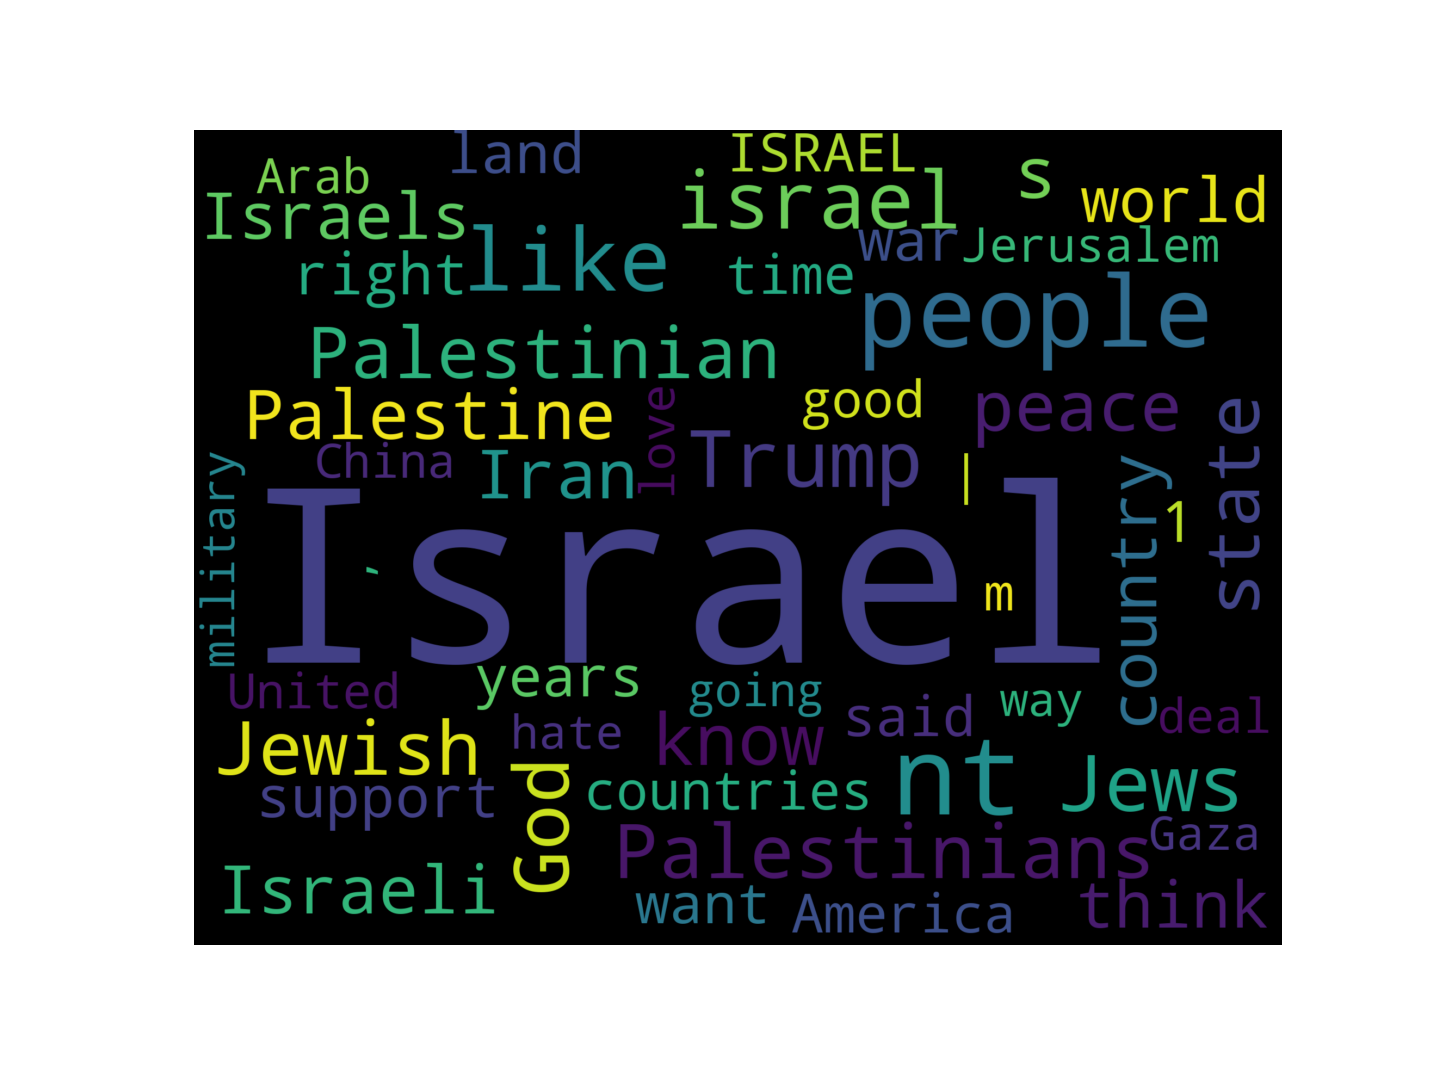 land
ISRAEL
Arab
s
world
Israels
israel
like
war
Jerusalem
right
time
people
Palestinian
Palestine
love
good
peace
state
China
Iran
Trump
|
military
Israel
country
1
m
United
years
going
said
way
deal
Jewish
hate
know
nt
support
God
countries
Jews
Palestinians
Gaza
Israeli
want
America
think